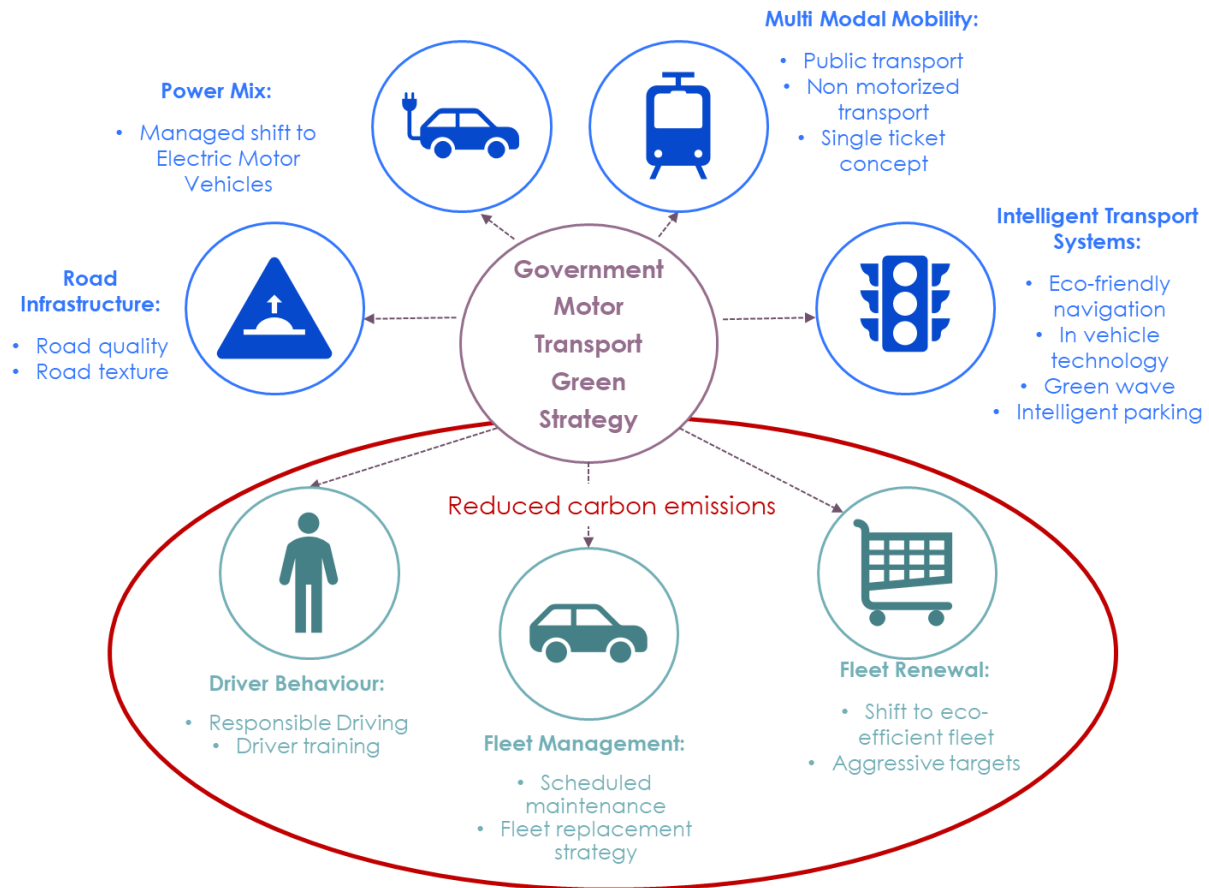 Multi Modal Mobility:
• Public transport
• Non motorized
transport
• Single ticket
concept
Power Mix:
• Managed shift to
Electric Motor
Vehicles
Intelligent Transport
Systems:
• Eco-friendly
navigation
• In vehicle
technology
• Green wave
• Intelligent parking
Road
Infrastructure:
• Road quality
• Road texture
Government
Motor
Transport
Green
Strategy
Reduced carbon emissions
Driver Behaviour:
• Responsible Driving
• Driver training
Fleet Management:
• Scheduled
maintenance
• Fleet replacement
strategy
Fleet Renewal:
• Shift to eco-
efficient fleet
• Aggressive targets